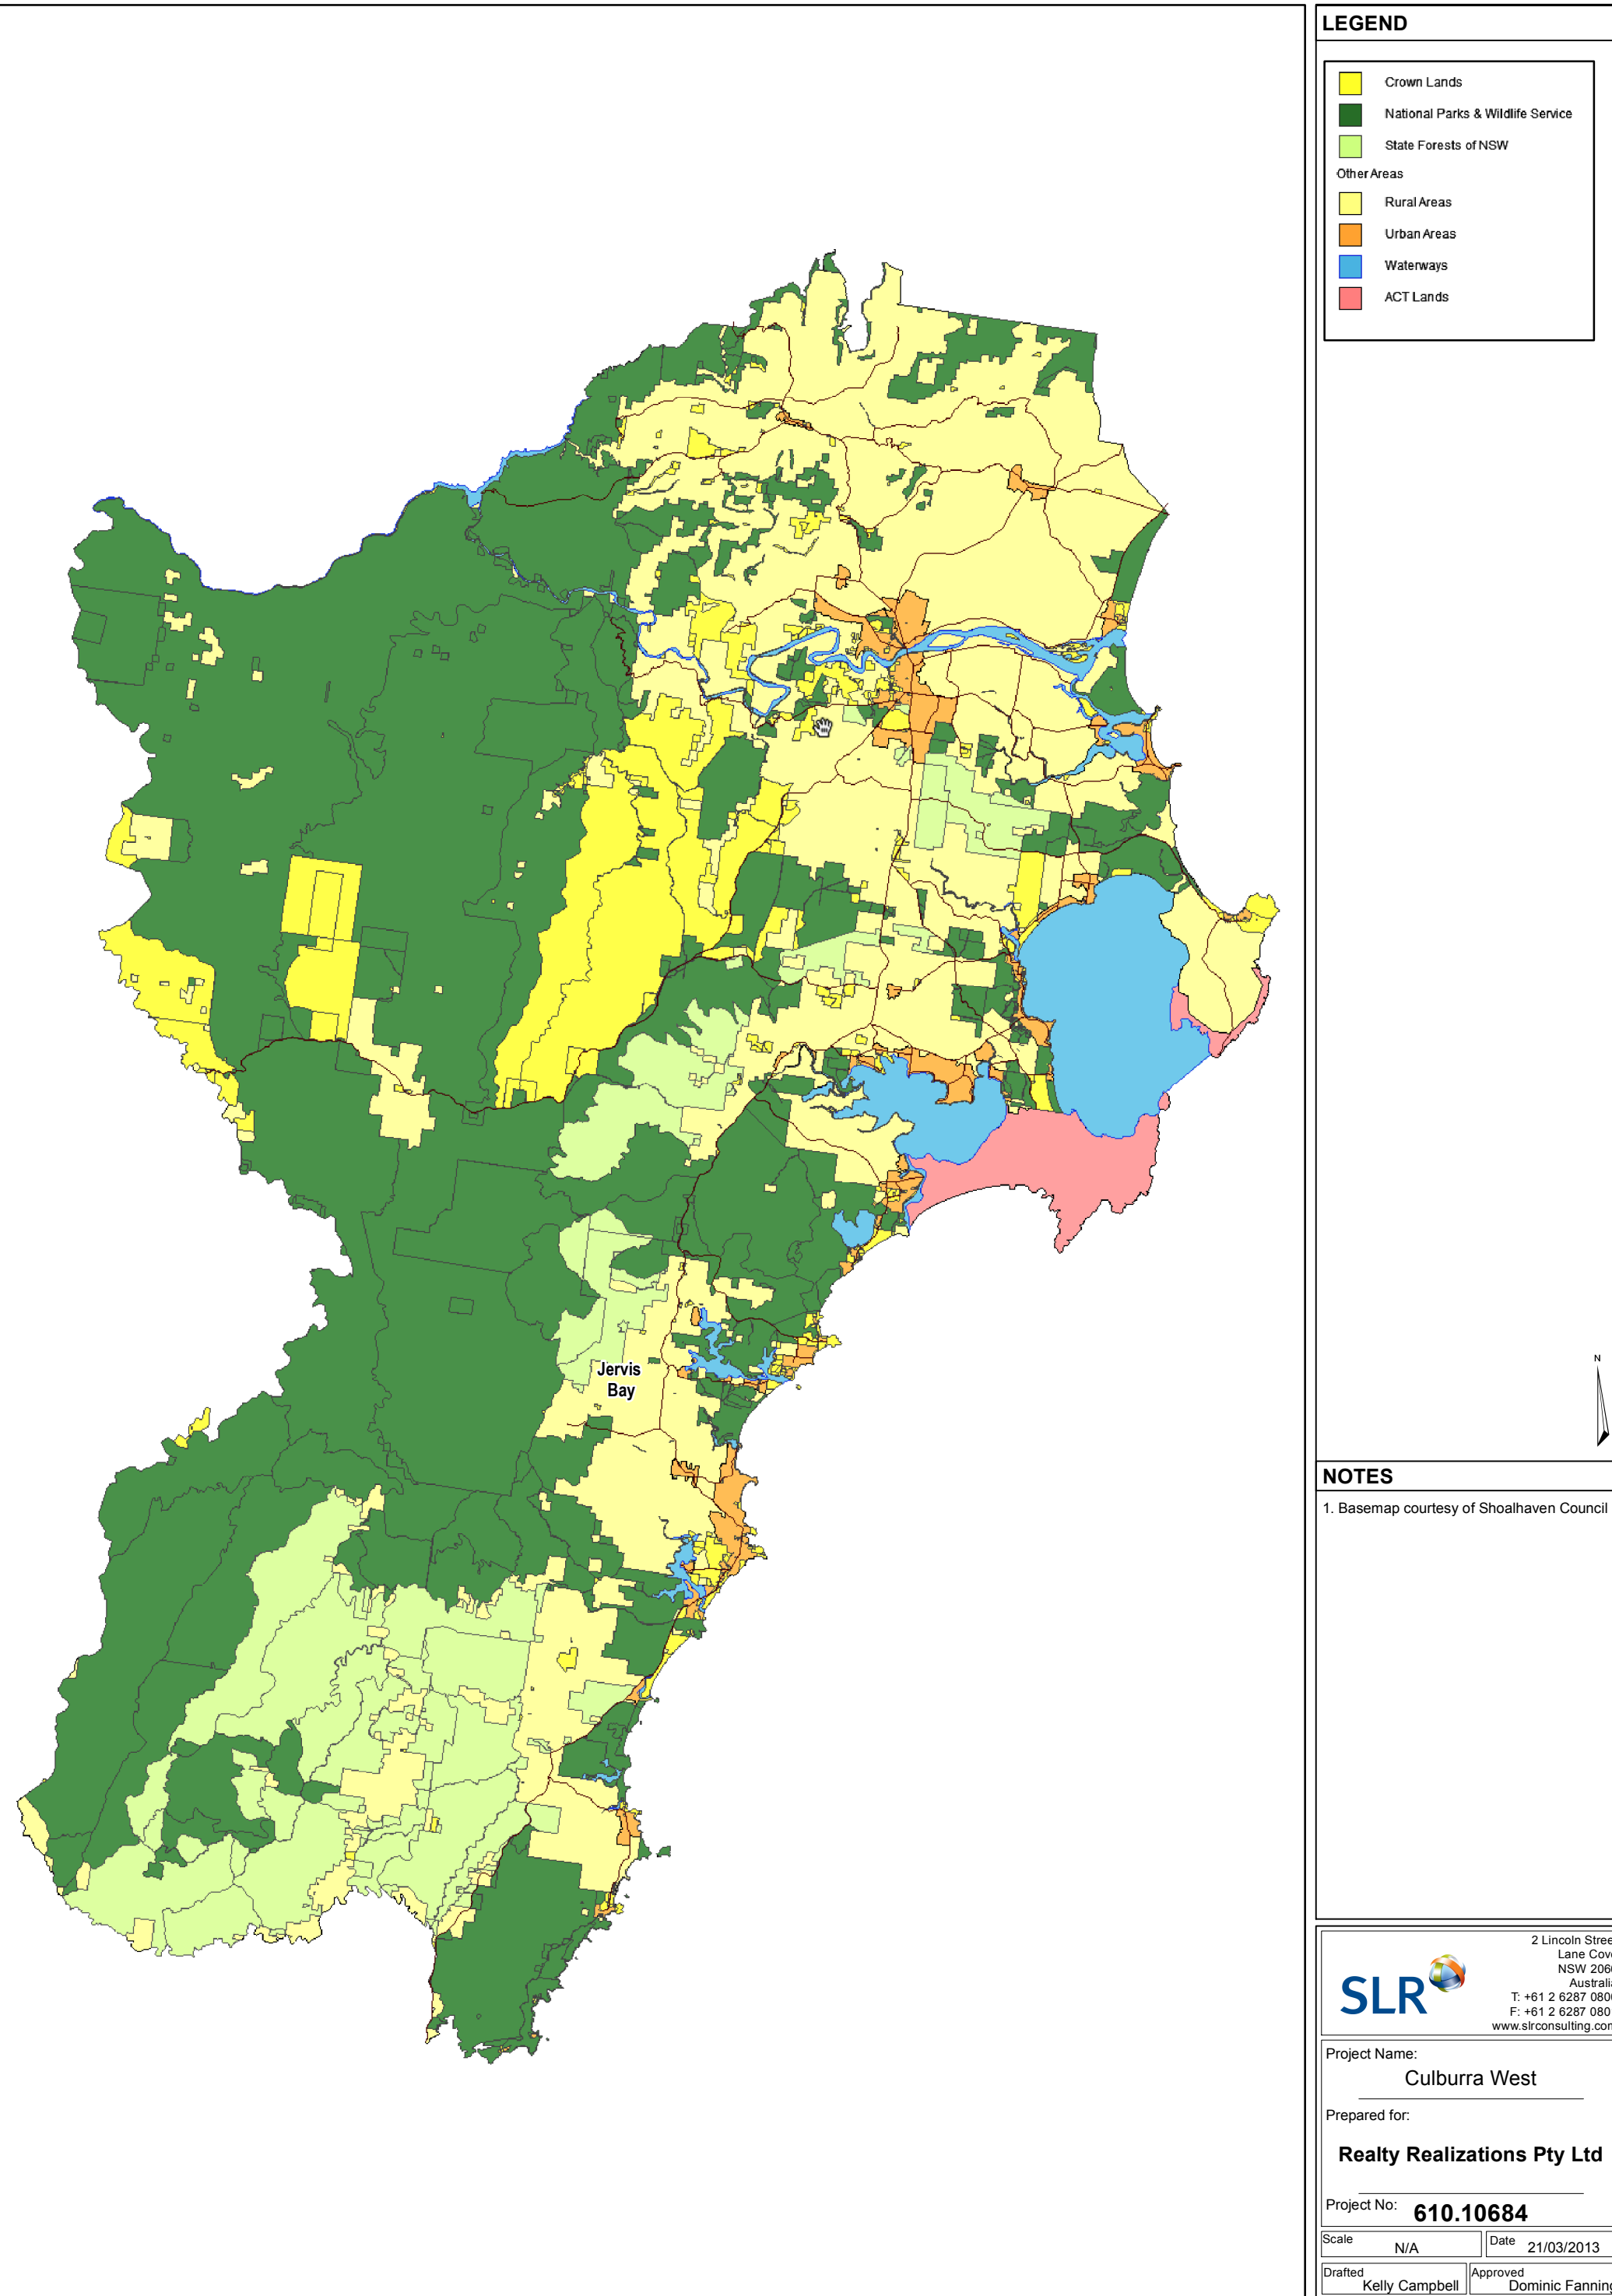 LEGEND
Crown Lands
National Parks & Wildlife Service
State Forests of NSW
Other Areas
Rural Areas
Urban Areas
Waterways
ACT Lands
Jervis
Bay
N
NOTES
1. Basemap courtesy of Shoalhaven Council
SLR
2 Lincoln Stree
Lane Cov
NSW 206
Australi
T: +61 2 6287 080
F: +61 2 6287 080
www.slrconsulting.com
Project Name:
Culburra West
Prepared for:
Realty Realizations Pty Ltd
Project No: 610.10684
Scale N/A
Date 21/03/2013
Drafted Kelly Campbell
Approved Dominic Fanning